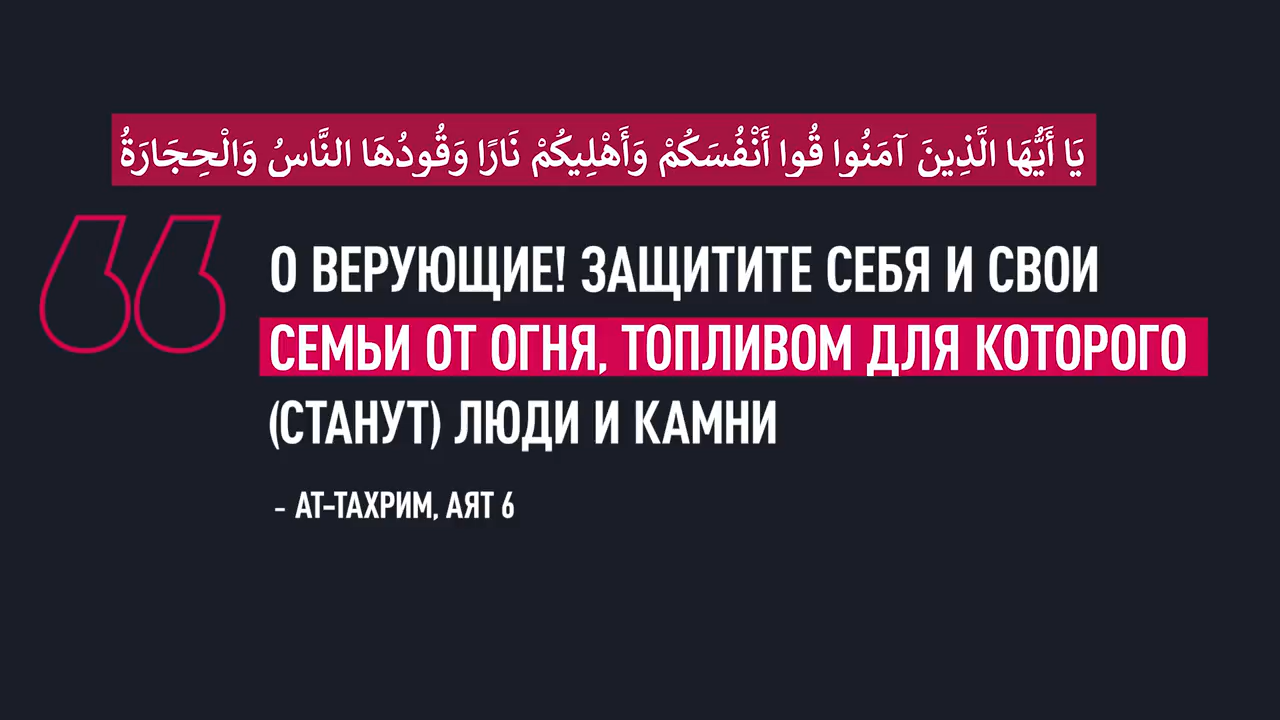 يَا أَيُّهَا الَّذِينَ آمَنُوا قُوا أَنْفُسَكُمْ وَأَهْلِيكُمْ نَارًا وَقُودُهَا النَّاسُ وَالْحِجَارَةُ
О ВЕРУЮЩИЕ! ЗАЩИТИТЕ СЕБЯ И СВОИ
СЕМЬИ ОТ ОГНЯ, ТОПЛИВОМ ДЛЯ КОТОРОГО
(СТАНУТ) ЛЮДИ И КАМНИ
- АТ-ТАХРИМ, АЯТ 6